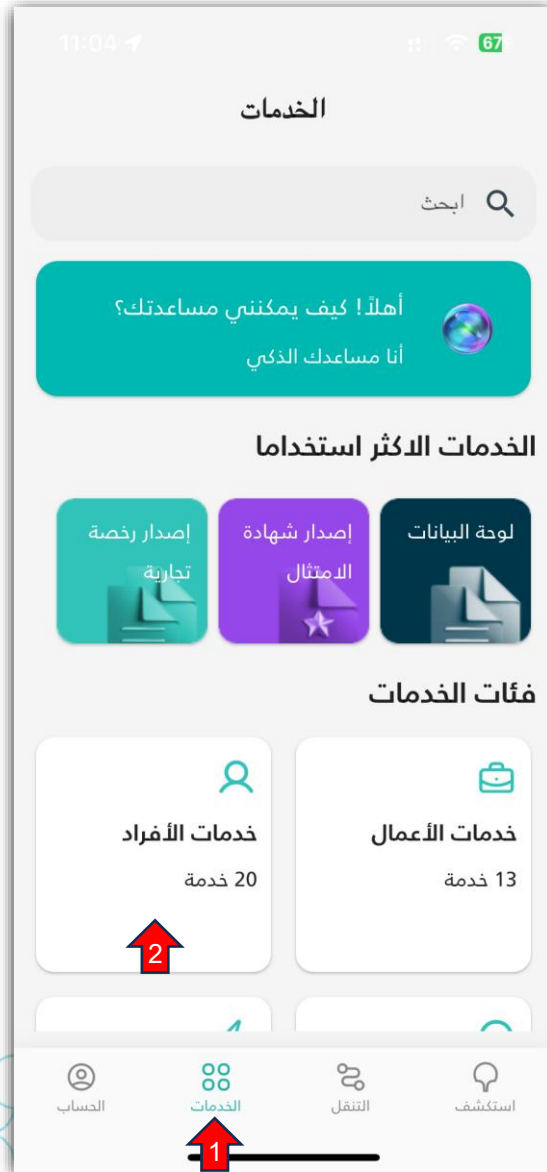 11:04
67
الخدمات
ابحث
أهلاً! كيف يمكنني مساعدتك؟
أنا مساعدك الذكي
الخدمات الاكثر استخداما
لوحة البيانات
إصدار شهادة
الامتثال
إصدار رخصة
تجارية
فئات الخدمات
خدمات الأعمال
13 خدمة
خدمات الأفراد
20 خدمة
2
استكشف
التنقل
الخدمات
الحساب
1